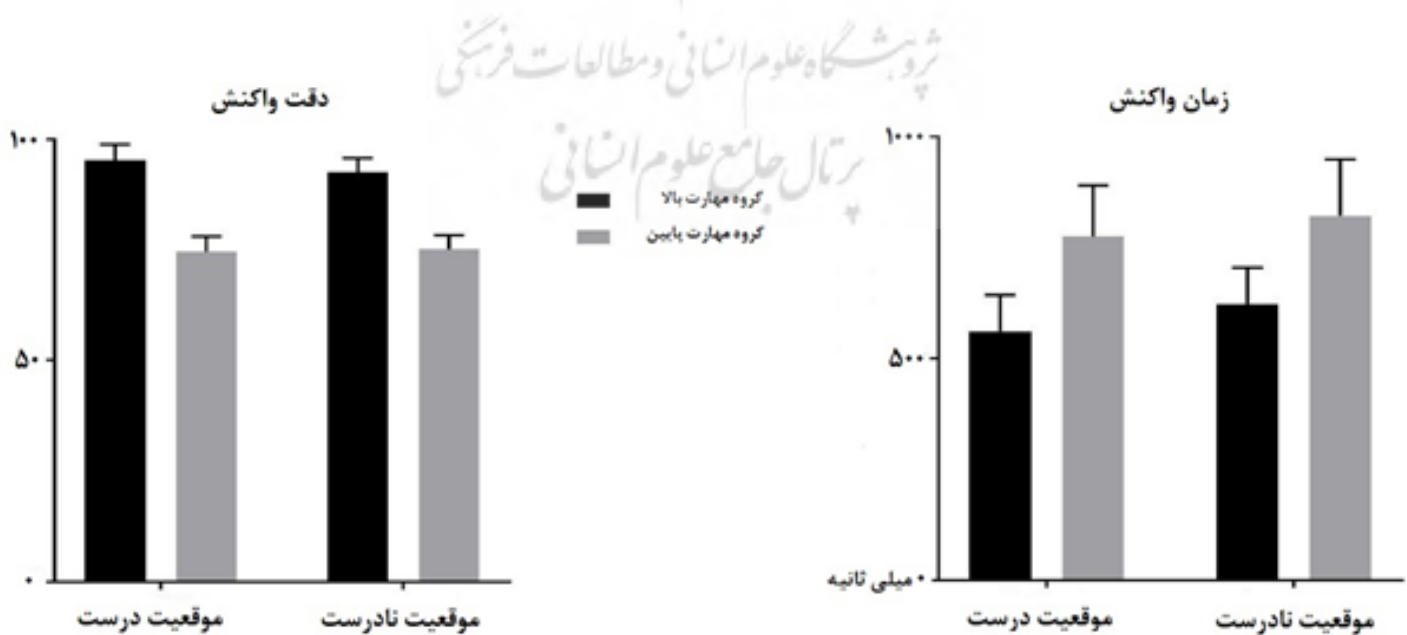 پژوهشگاه علوم انسانی و مطالعات فرهنگی
پرتال جامع علوم انسانی
زمان واکنش
۱۰۰۰
۵۰۰
۰ میلی ثانیه
موقعیت درست
موقعیت نادرست
گروه مهارت بالا
گروه مهارت پایین
دقت واکنش
۱۰۰
۵۰
۰
موقعیت درست
موقعیت نادرست